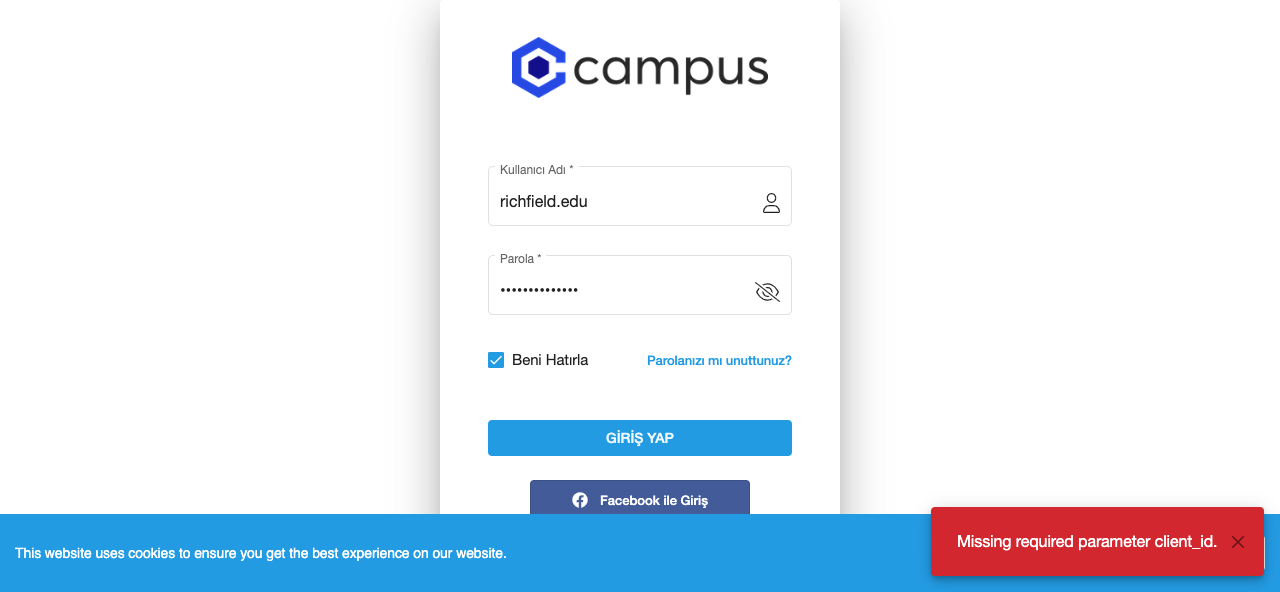 campus
Kullanıcı Adı *
richfield.edu
Parola *
••••••••••••••
Beni Hatırla
Parolanızı mı unuttunuz?
GİRİŞ YAP
Facebook ile Giriş
This website uses cookies to ensure you get the best experience on our website.
Missing required parameter client_id.